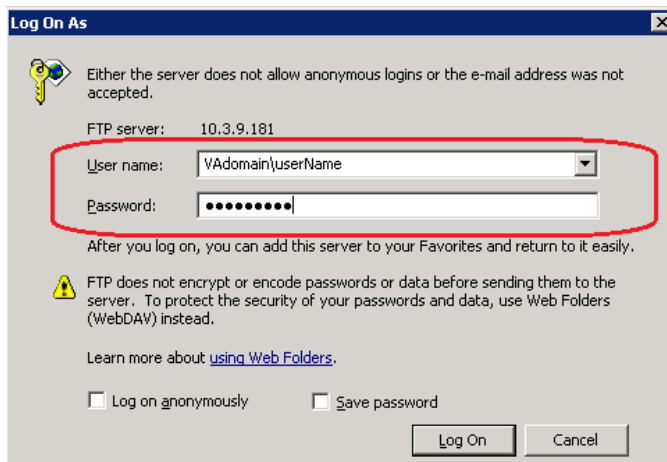 Log On As
Either the server does not allow anonymous logins or the e-mail address was not
accepted.
FTP server: 10.3.9.181
User name: VAdomain\userName
Password: ●●●●●●●●●
After you log on, you can add this server to your Favorites and return to it easily.
FTP does not encrypt or encode passwords or data before sending them to the
server. To protect the security of your passwords and data, use Web Folders
(WebDAV) instead.
Learn more about using Web Folders.
Log on anonymously Save password
Log On Cancel